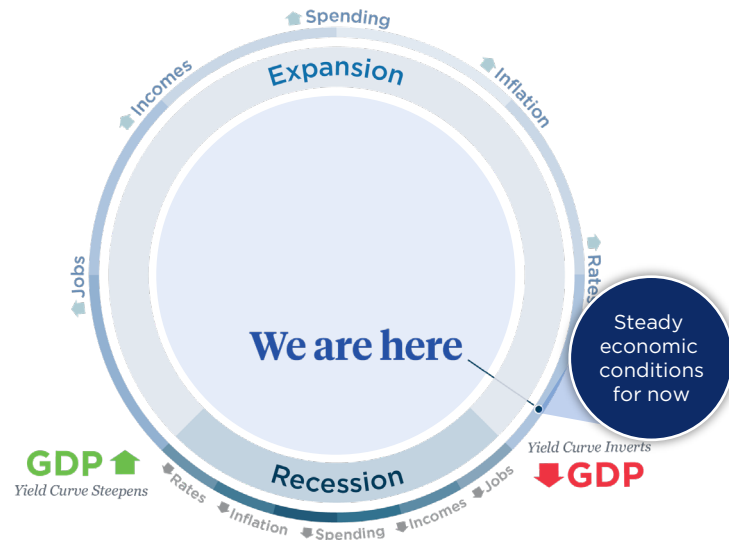 Spending
Expansion
Incomes
Inflation
Jobs
Rates
Steady
economic
conditions
for now
We are here
GDP
Yield Curve Steepens
Yield Curve Inverts
GDP
Recession
Rates
Inflation
Spending
Incomes
Jobs